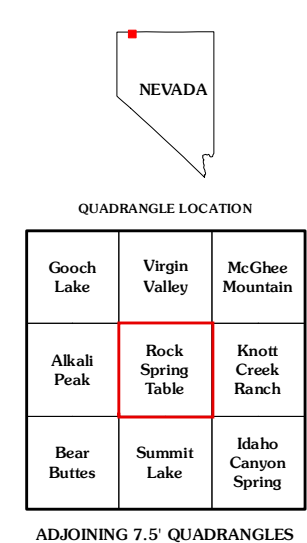 NEVADA
QUADRANGLE LOCATION
Gooch
Lake
Virgin
Valley
McGhee
Mountain
Alkali
Peak
Rock
Spring
Table
Knott
Creek
Ranch
Bear
Buttes
Summit
Lake
Idaho
Canyon
Spring
ADJOINING 7.5' QUADRANGLES